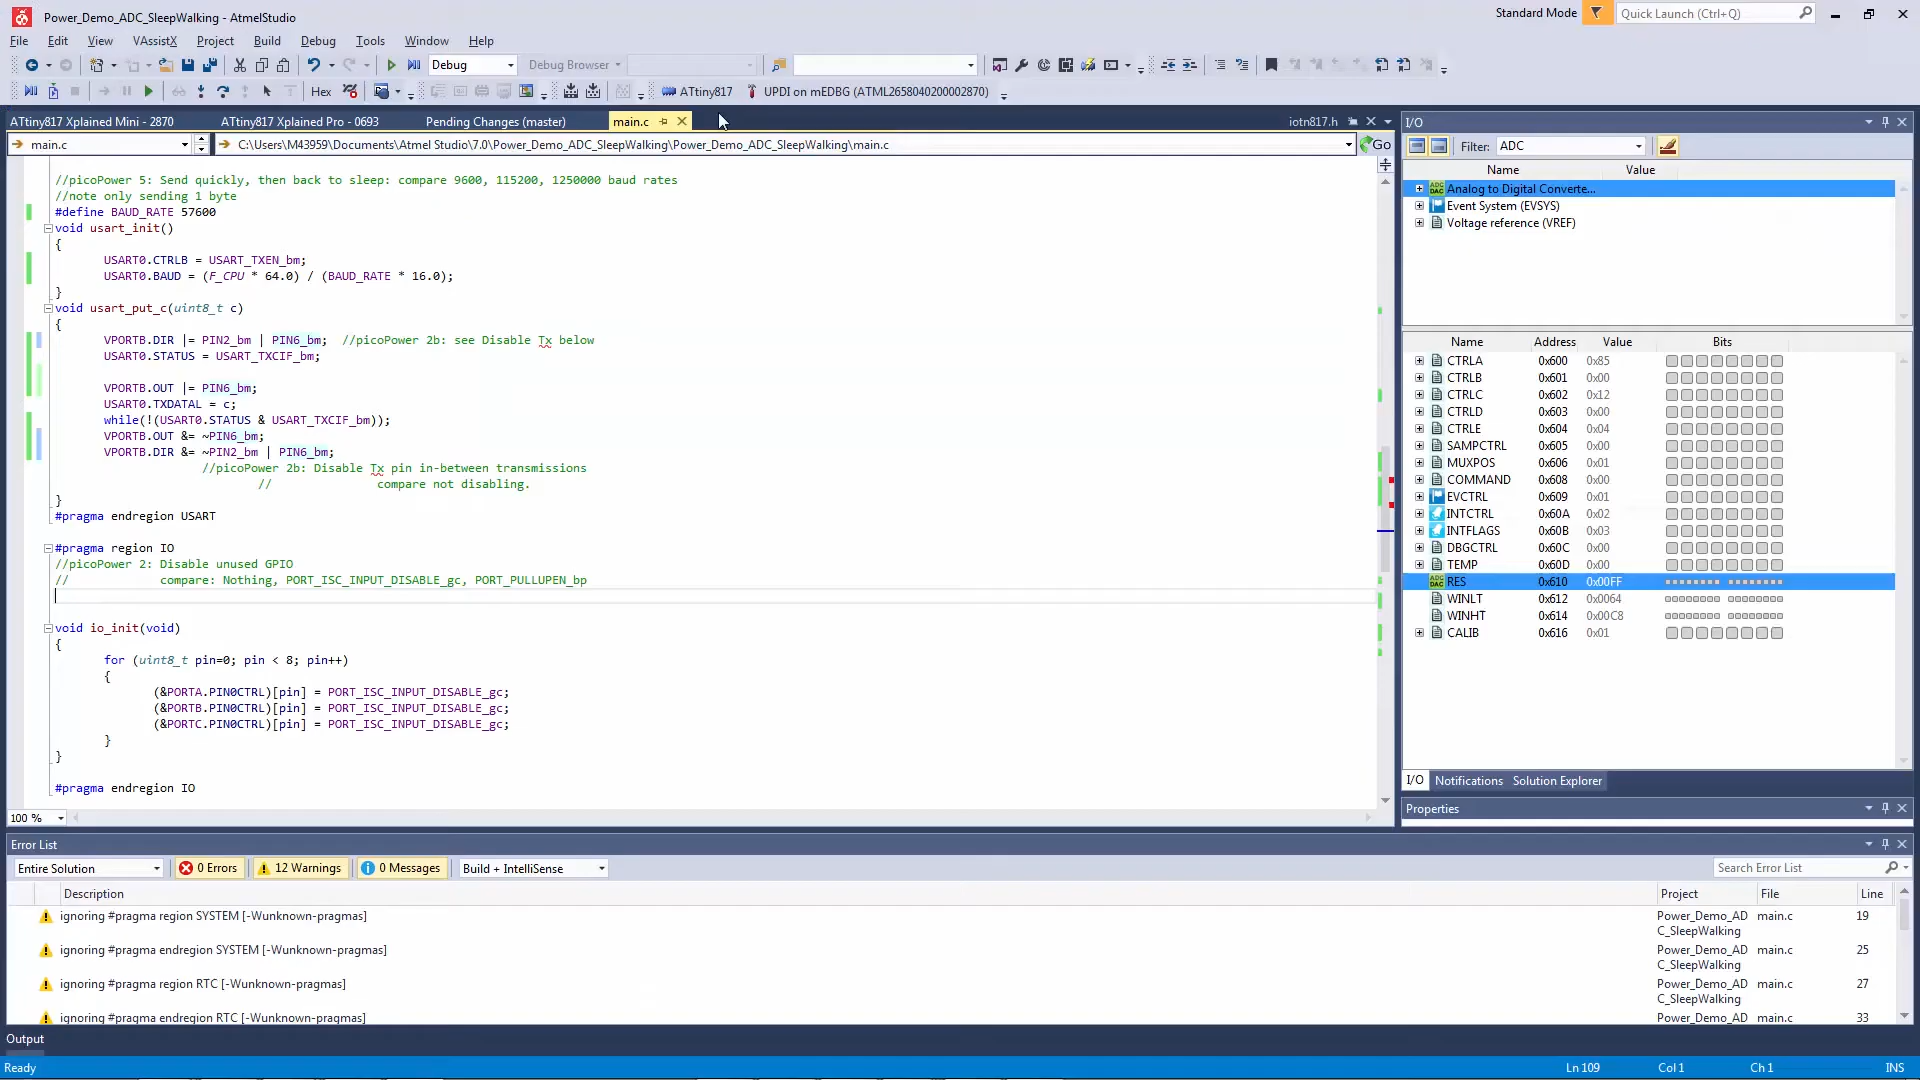 Power_Demo_ADC_SleepWalking - AtmelStudio
Standard Mode
Quick Launch (Ctrl+Q)
File Edit View VAssistX Project Build Debug Tools Window Help
Debug
Debug Browser
Hex
ATtiny817
UPDI on mEDBG (ATML2658040200002870)
ATtiny817 Xplained Mini - 2870
ATtiny817 Xplained Pro - 0693
Pending Changes (master)
main.c
iotn817.h
main.c
C:\Users\M43959\Documents\Atmel Studio\7.0\Power_Demo_ADC_SleepWalking\Power_Demo_ADC_SleepWalking\main.c
Go
//picoPower 5: Send quickly, then back to sleep: compare 9600, 115200, 1250000 baud rates
//note only sending 1 byte
#define BAUD_RATE 57600
void usart_init()
{
USART0.CTRLB = USART_TXEN_bm;
USART0.BAUD = (F_CPU * 64.0) / (BAUD_RATE * 16.0);
}
void usart_put_c(uint8_t c)
{
VPORTB.DIR |= PIN2_bm | PIN6_bm; //picoPower 2b: see Disable Tx below
USART0.STATUS = USART_TXCIF_bm;
VPORTB.OUT |= PIN6_bm;
USART0.TXDATAL = c;
while(!(USART0.STATUS & USART_TXCIF_bm));
VPORTB.OUT &= ~PIN6_bm;
VPORTB.DIR &= ~PIN2_bm | PIN6_bm;
//picoPower 2b: Disable Tx pin in-between transmissions
// compare not disabling.
}
#pragma endregion USART
#pragma region IO
//picoPower 2: Disable unused GPIO
// compare: Nothing, PORT_ISC_INPUT_DISABLE_gc, PORT_PULLUPEN_bp
void io_init(void)
{
for (uint8_t pin=0; pin < 8; pin++)
{
(&PORTA.PIN0CTRL)[pin] = PORT_ISC_INPUT_DISABLE_gc;
(&PORTB.PIN0CTRL)[pin] = PORT_ISC_INPUT_DISABLE_gc;
(&PORTC.PIN0CTRL)[pin] = PORT_ISC_INPUT_DISABLE_gc;
}
}
#pragma endregion IO
100 %
I/O
Filter: ADC
Name Value
Analog to Digital Converte...
Event System (EVSYS)
Voltage reference (VREF)
Name Address Value Bits
CTRLA 0x600 0x85
CTRLB 0x601 0x00
CTRLC 0x602 0x12
CTRLD 0x603 0x00
CTRLE 0x604 0x04
SAMPCTRL 0x605 0x00
MUXPOS 0x606 0x01
COMMAND 0x608 0x00
EVCTRL 0x609 0x01
INTCTRL 0x60A 0x02
INTFLAGS 0x60B 0x03
DBGCTRL 0x60C 0x00
TEMP 0x60D 0x00
RES 0x610 0x00FF
WINLT 0x612 0x0064
WINHT 0x614 0x00C8
CALIB 0x616 0x01
I/O Notifications Solution Explorer
Properties
Error List
Entire Solution
0 Errors
12 Warnings
0 Messages
Build + IntelliSense
Search Error List
Description Project File Line
ignoring #pragma region SYSTEM [-Wunknown-pragmas] Power_Demo_AD main.c 19
C_SleepWalking
ignoring #pragma endregion SYSTEM [-Wunknown-pragmas] Power_Demo_AD main.c 25
C_SleepWalking
ignoring #pragma region RTC [-Wunknown-pragmas] Power_Demo_AD main.c 27
C_SleepWalking
ignoring #pragma endregion RTC [-Wunknown-pragmas] Power_Demo_AD main.c 33
Output
Ready
Ln 109 Col 1 Ch 1 INS